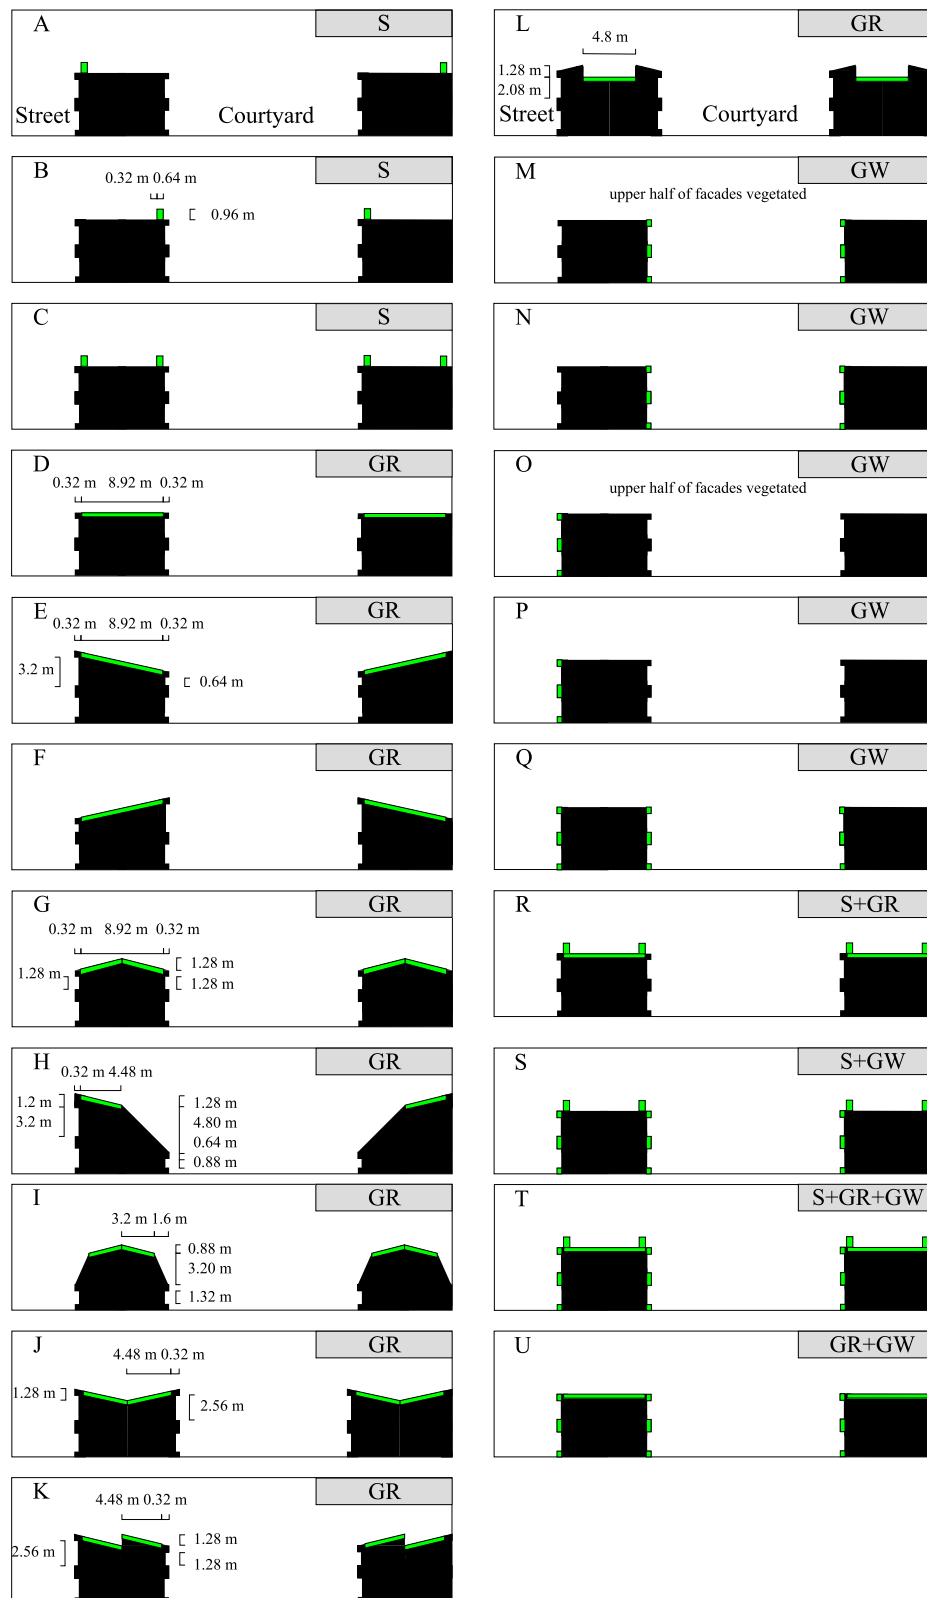 A
S
Street
Courtyard
B
S
0.32 m 0.64 m
0.96 m
C
S
D
GR
0.32 m 8.92 m 0.32 m
E
GR
0.32 m 8.92 m 0.32 m
3.2 m
0.64 m
F
GR
G
GR
0.32 m 8.92 m 0.32 m
1.28 m
1.28 m
1.28 m
H
GR
0.32 m 4.48 m
1.2 m
3.2 m
1.28 m
4.80 m
0.64 m
0.88 m
I
GR
3.2 m 1.6 m
0.88 m
3.20 m
1.32 m
J
GR
4.48 m 0.32 m
1.28 m
2.56 m
K
GR
4.48 m 0.32 m
2.56 m
1.28 m
1.28 m
L
GR
4.8 m
1.28 m
2.08 m
Street
Courtyard
M
GW
upper half of facades vegetated
N
GW
O
GW
upper half of facades vegetated
P
GW
Q
GW
R
S+GR
S
S+GW
T
S+GR+GW
U
GR+GW